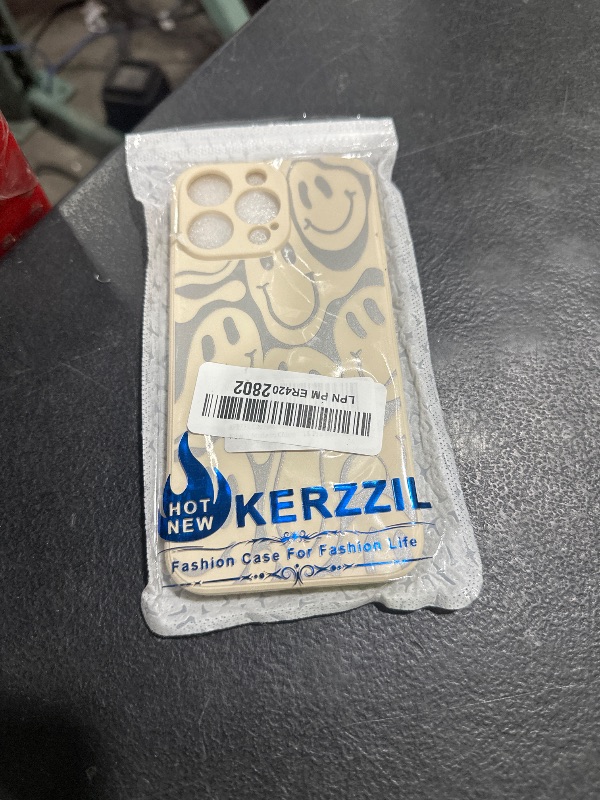 LPN PM ER4202802
HOT
NEW
KERZZIL
Fashion Case For Fashion Life